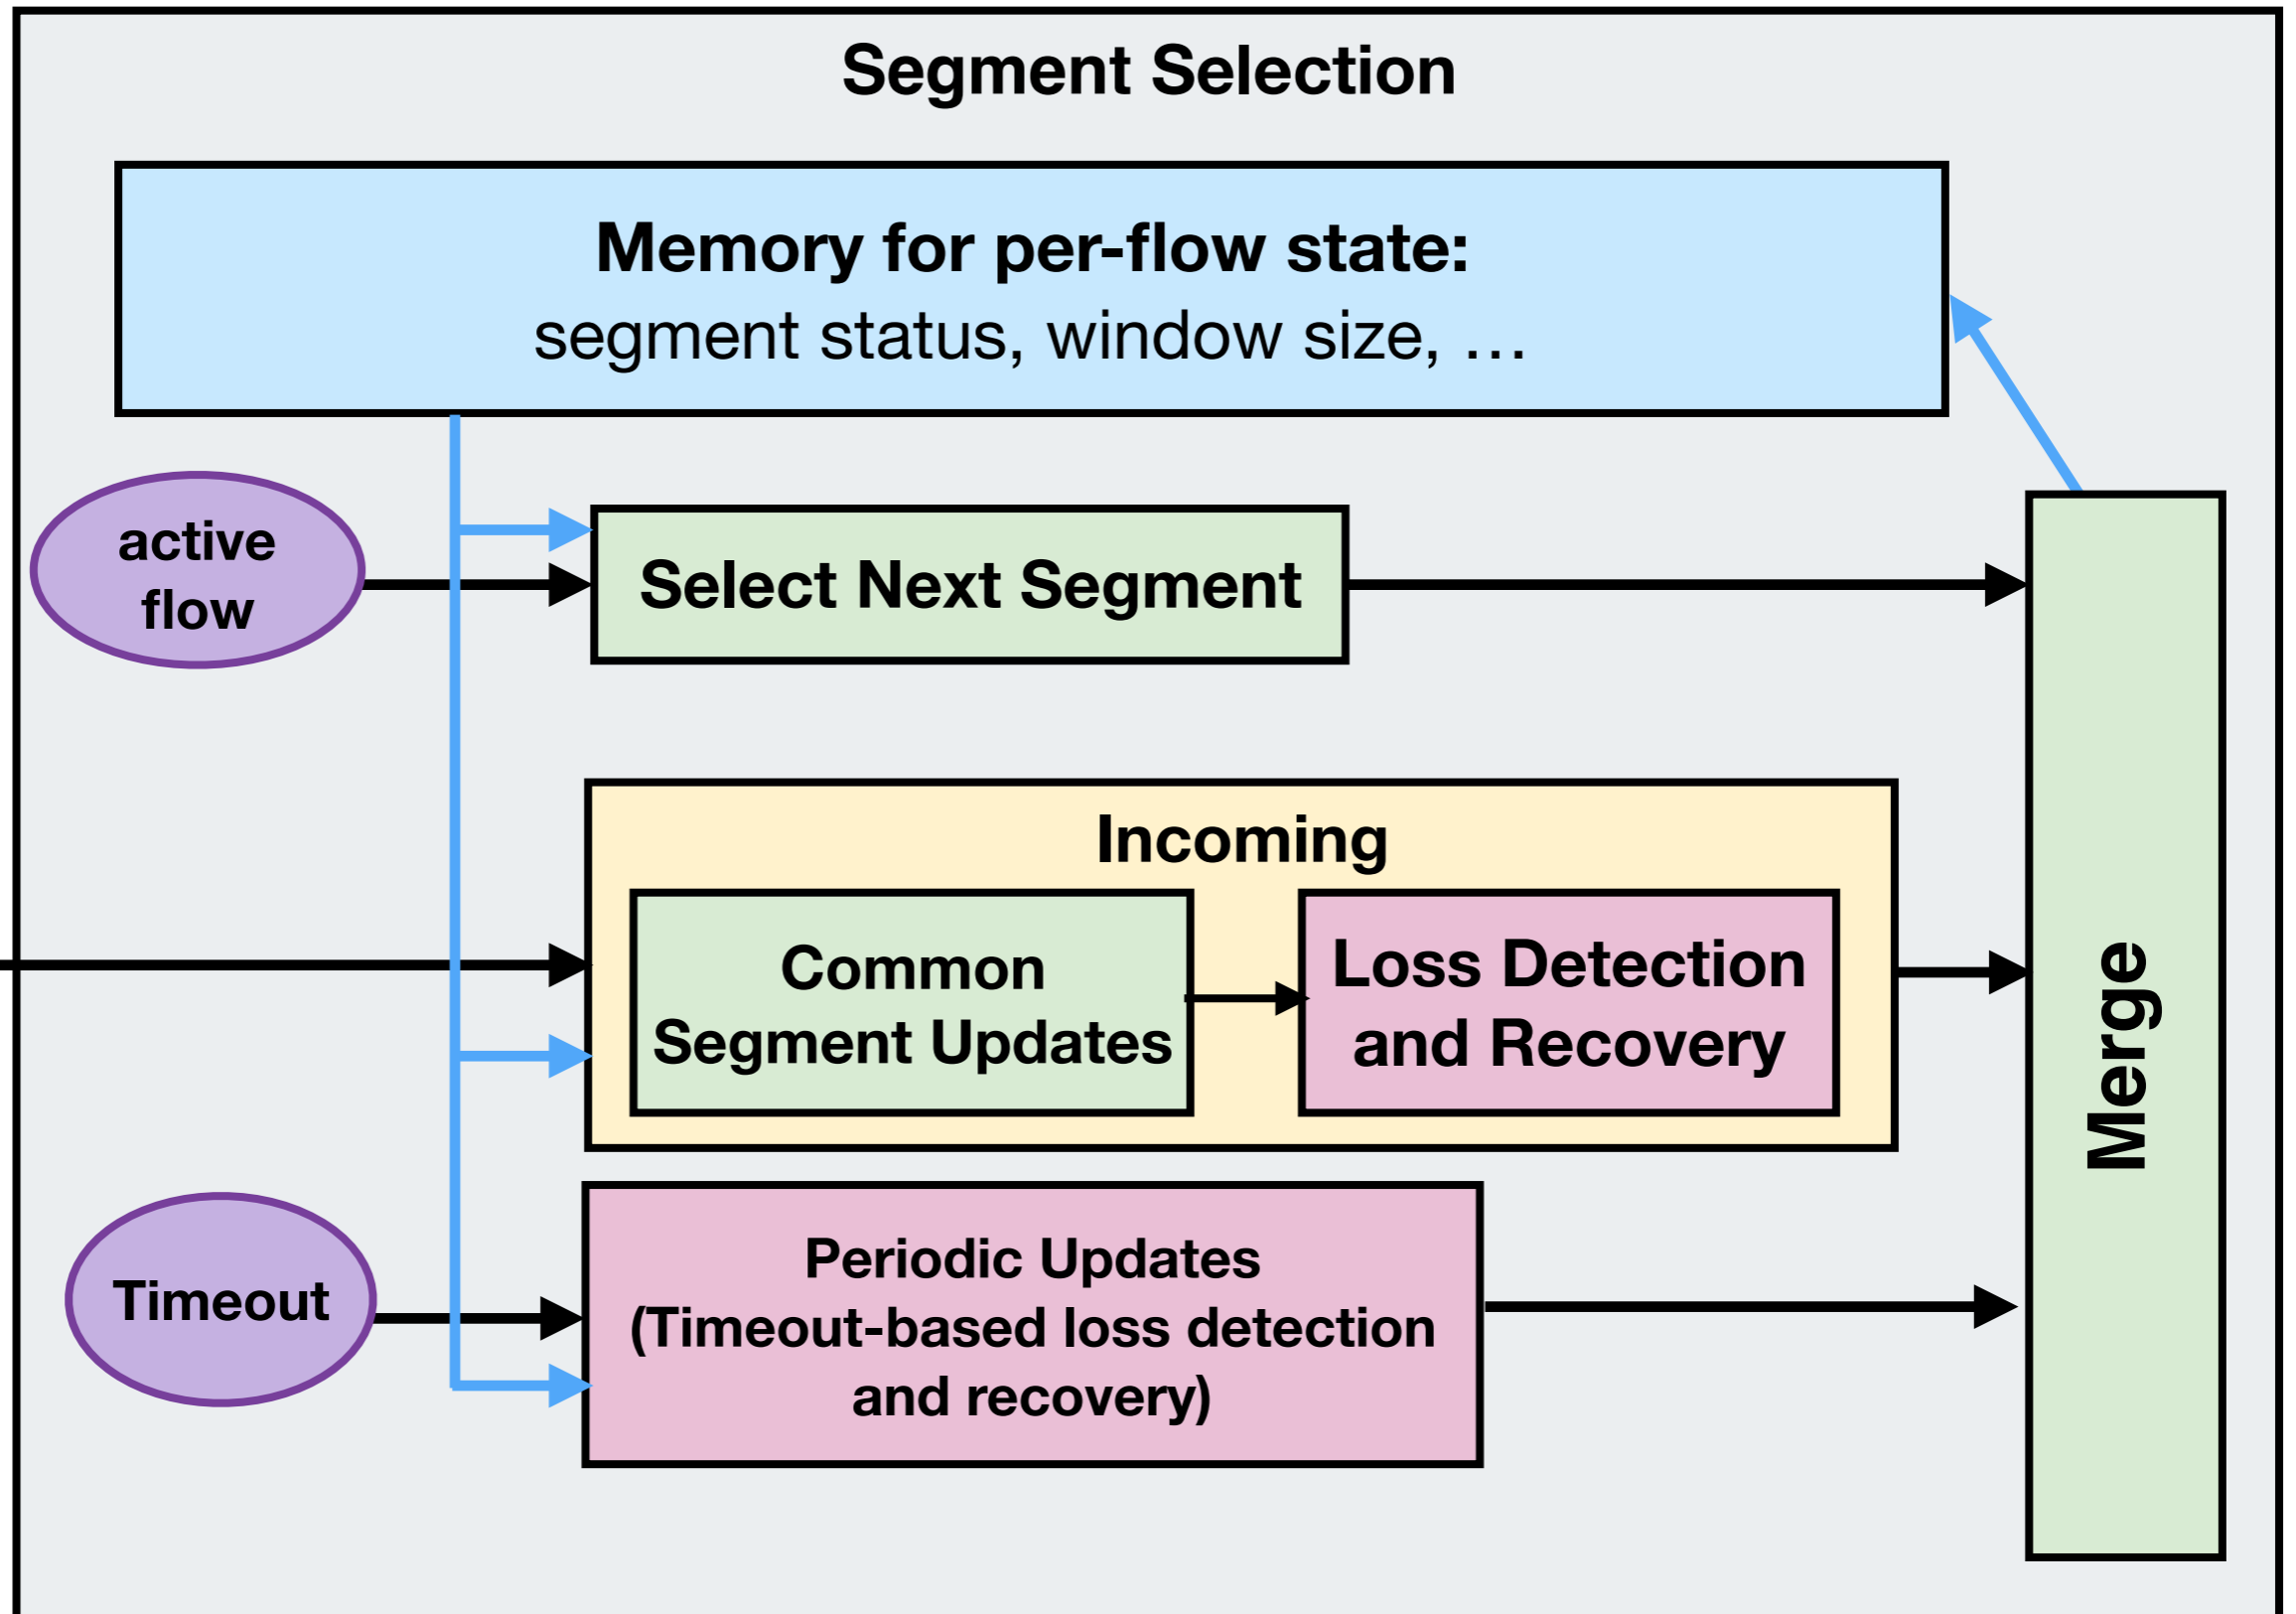 Segment Selection
Memory for per-flow state:
segment status, window size, …
active
flow
Select Next Segment
Incoming
Common
Segment Updates
Loss Detection
and Recovery
Merge
Timeout
Periodic Updates
(Timeout-based loss detection
and recovery)